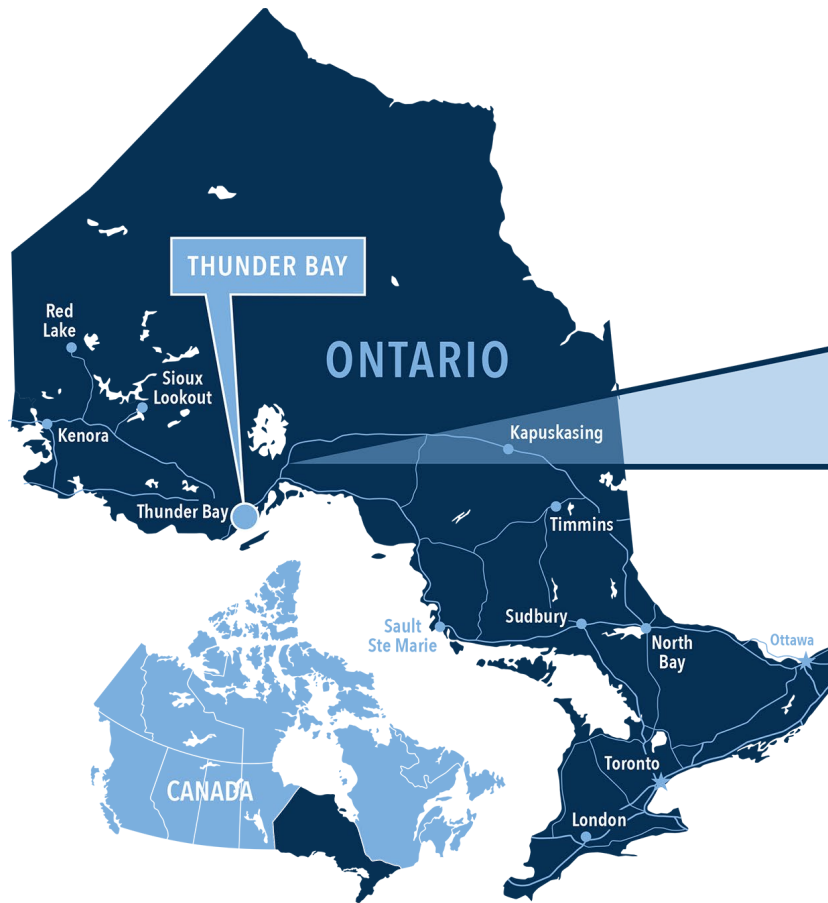 THUNDER BAY
ONTARIO
Red
Lake
Sioux
Lookout
Kenora
Kapuskasing
Thunder Bay
Timmins
Sudbury
Sault
Ste Marie
North
Bay
Ottawa
Toronto
CANADA
London